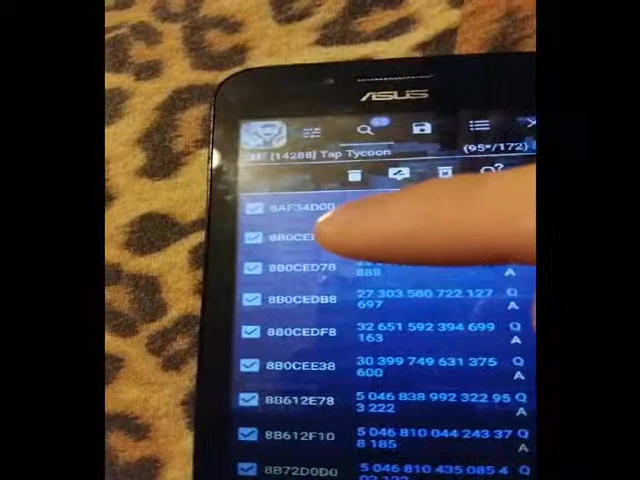 ASUS
93
[14288] Tap Tycoon
(95*/172)
8AF34D00
8B0CED78
888
8B0CEDB8 27 303 580 722 127 Q
697 A
8B0CEDF8 32 651 592 394 699 Q
163 A
8B0CEE38 30 399 749 631 375 Q
600 A
8B612E78 5 046 838 992 322 95 Q
3 222 A
8B612F10 5 046 810 044 243 37 Q
8 185 A
8B72D0D0 5 046 810 435 085 4 Q